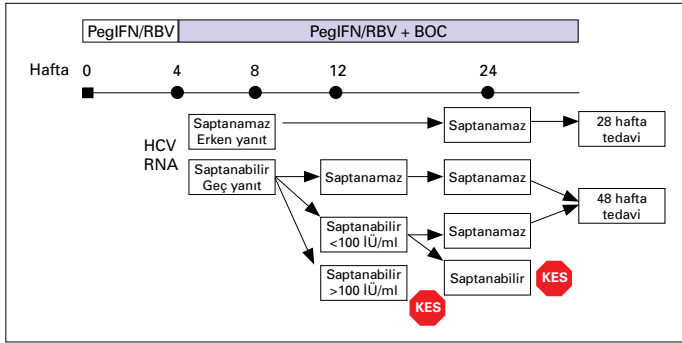 PegIFN/RBV PegIFN/RBV + BOC
Hafta 0 4 8 12 24
Saptanamaz
Erken yanıt
Saptanamaz
28 hafta
tedavi
HCV
RNA
Saptanabilir
Geç yanıt
Saptanamaz
Saptanamaz
48 hafta
tedavi
Saptanabilir
<100 İÜ/ml
Saptanamaz
Saptanabilir
>100 İÜ/ml
KES
Saptanabilir
KES